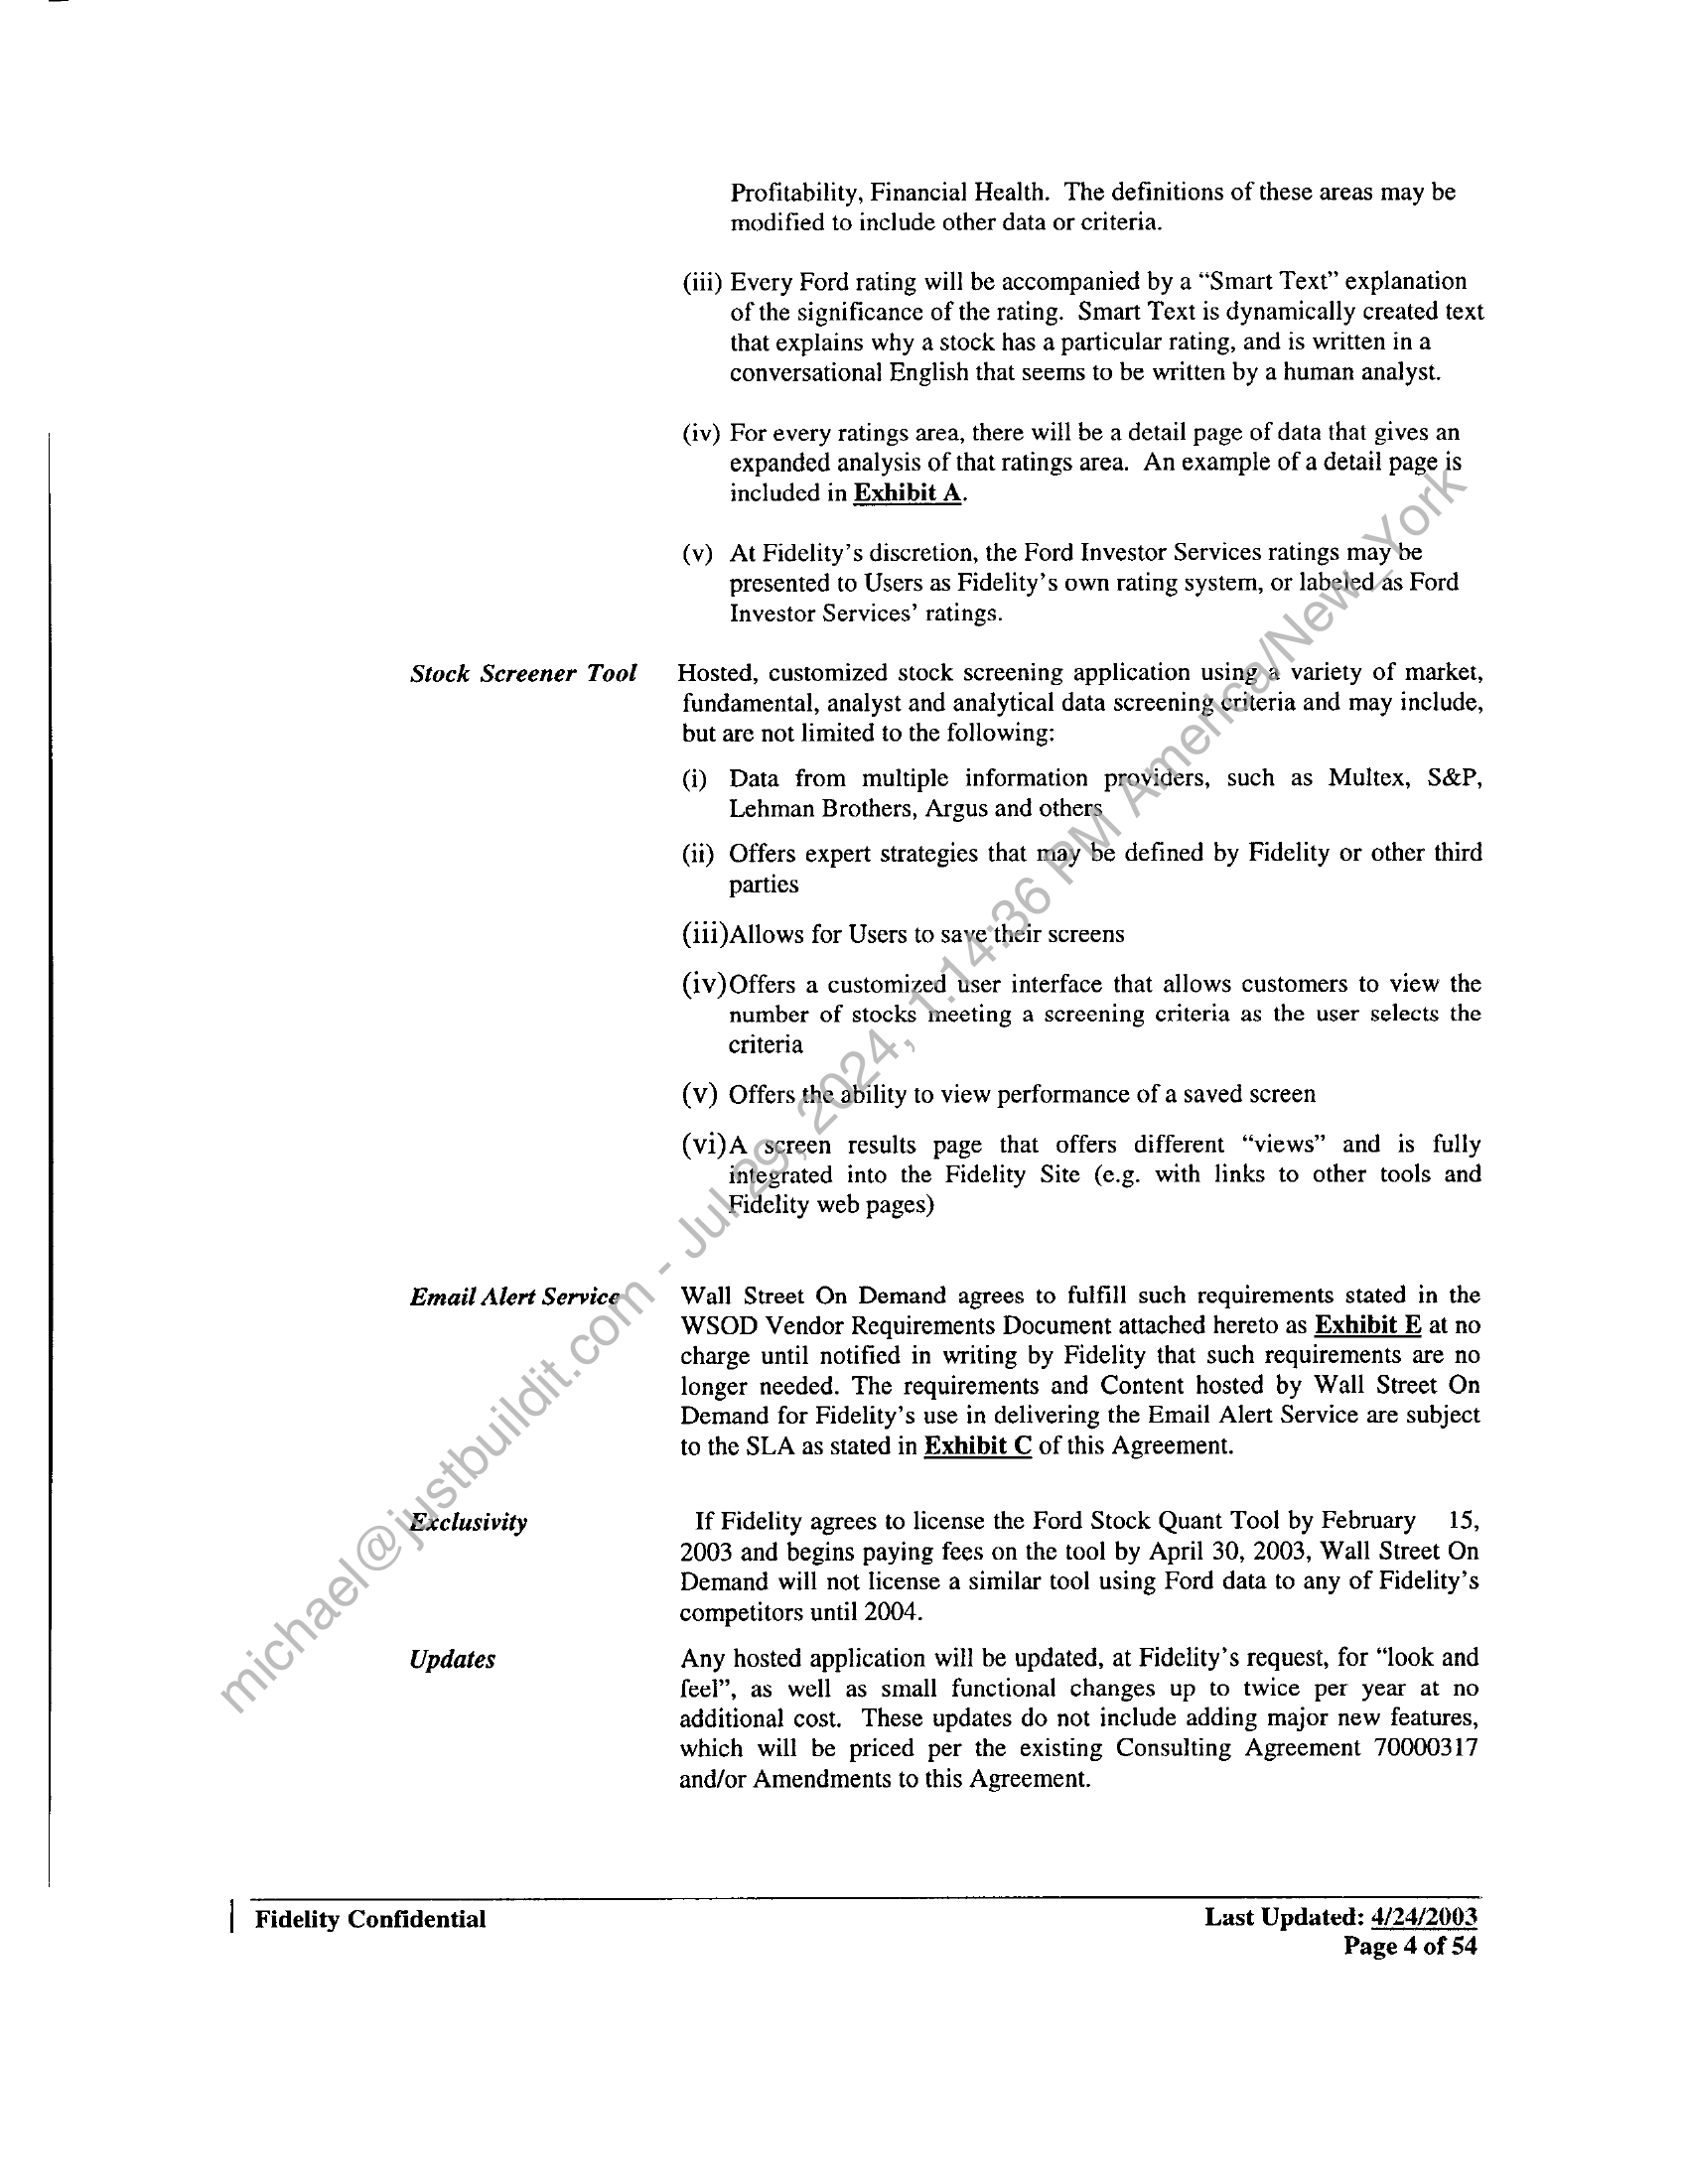 Profitability, Financial Health. The definitions of these areas may be
modified to include other data or criteria.
(iii) Every Ford rating will be accompanied by a “Smart Text” explanation
of the significance of the rating. Smart Text is dynamically created text
that explains why a stock has a particular rating, and is written in a
conversational English that seems to be written by a human analyst.
(iv) For every ratings area, there will be a detail page of data that gives an
expanded analysis of that ratings area. An example of a detail page is
included in Exhibit A.
(v) At Fidelity’s discretion, the Ford Investor Services ratings may be
presented to Users as Fidelity’s own rating system, or labeled as Ford
Investor Services’ ratings.
Stock Screener Tool Hosted, customized stock screening application using a variety of market,
fundamental, analyst and analytical data screening criteria and may include,
but are not limited to the following:
(i) Data from multiple information providers, such as Multex, S&P,
Lehman Brothers, Argus and others
(ii) Offers expert strategies that may be defined by Fidelity or other third
parties
(iii)Allows for Users to save their screens
(iv)Offers a customized user interface that allows customers to view the
number of stocks meeting a screening criteria as the user selects the
criteria
(v) Offers the ability to view performance of a saved screen
(vi)A screen results page that offers different “views” and is fully
integrated into the Fidelity Site (e.g. with links to other tools and
Fidelity web pages)
Email Alert Service Wall Street On Demand agrees to fulfill such requirements stated in the
WSOD Vendor Requirements Document attached hereto as Exhibit E at no
charge until notified in writing by Fidelity that such requirements are no
longer needed. The requirements and Content hosted by Wall Street On
Demand for Fidelity’s use in delivering the Email Alert Service are subject
to the SLA as stated in Exhibit C of this Agreement.
Exclusivity If Fidelity agrees to license the Ford Stock Quant Tool by February 15,
2003 and begins paying fees on the tool by April 30, 2003, Wall Street On
Demand will not license a similar tool using Ford data to any of Fidelity’s
competitors until 2004.
Updates Any hosted application will be updated, at Fidelity’s request, for “look and
feel”, as well as small functional changes up to twice per year at no
additional cost. These updates do not include adding major new features,
which will be priced per the existing Consulting Agreement 70000317
and/or Amendments to this Agreement.
Fidelity Confidential Last Updated: 4/24/2003
Page 4 of 54
michael@justbuildit.com - Jul 29, 2024, 1:14:36 PM America/New_York